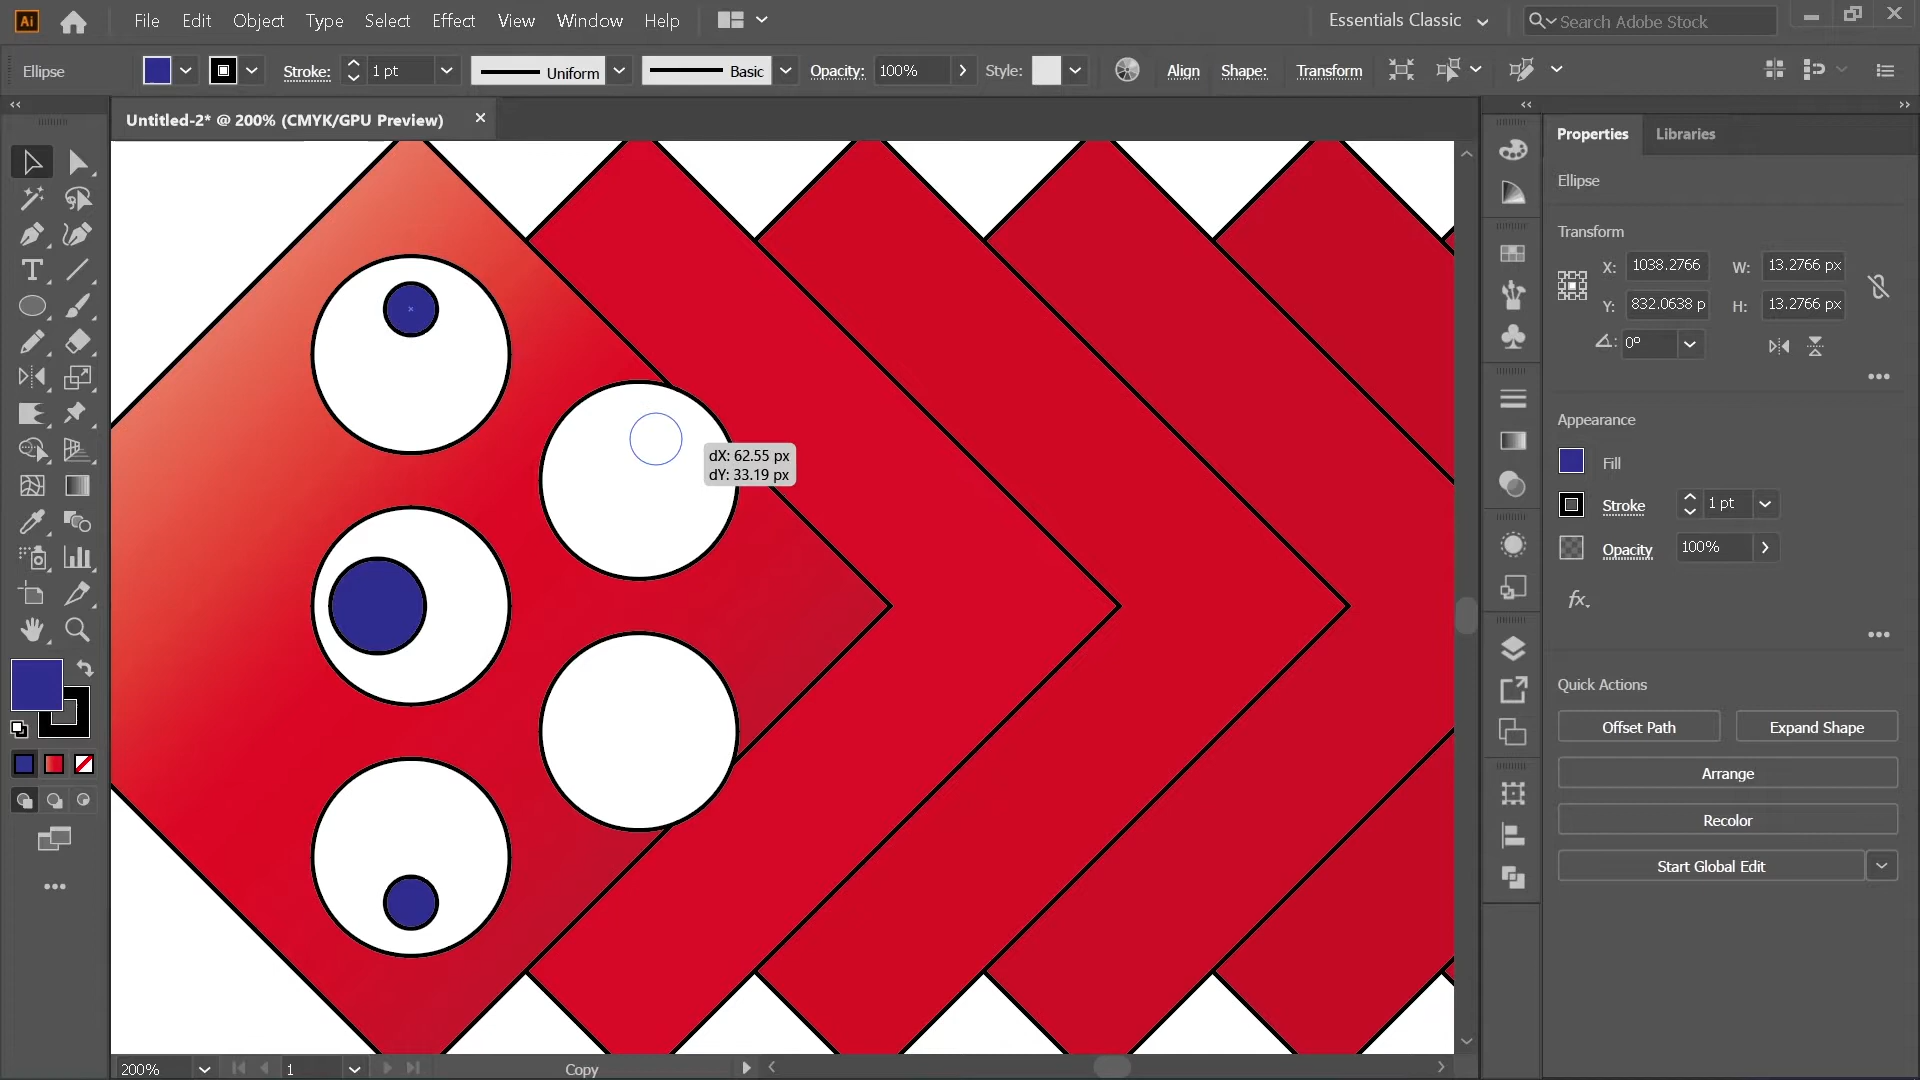 Ai File Edit Object Type Select Effect View Window Help Essentials Classic Search Adobe Stock
Ellipse Stroke: 1 pt Uniform Basic Opacity: 100% Style: Align Shape: Transform
Untitled-2* @ 200% (CMYK/GPU Preview)
Properties Libraries
Ellipse
Transform
X: 1038.2766 W: 13.2766 px
Y: 832.0638 p H: 13.2766 px
0°
Appearance
Fill
Stroke 1 pt
Opacity 100%
fx
Quick Actions
Offset Path Expand Shape
Arrange
Recolor
Start Global Edit
dX: 62.55 px
dY: 33.19 px
200% 1 Copy